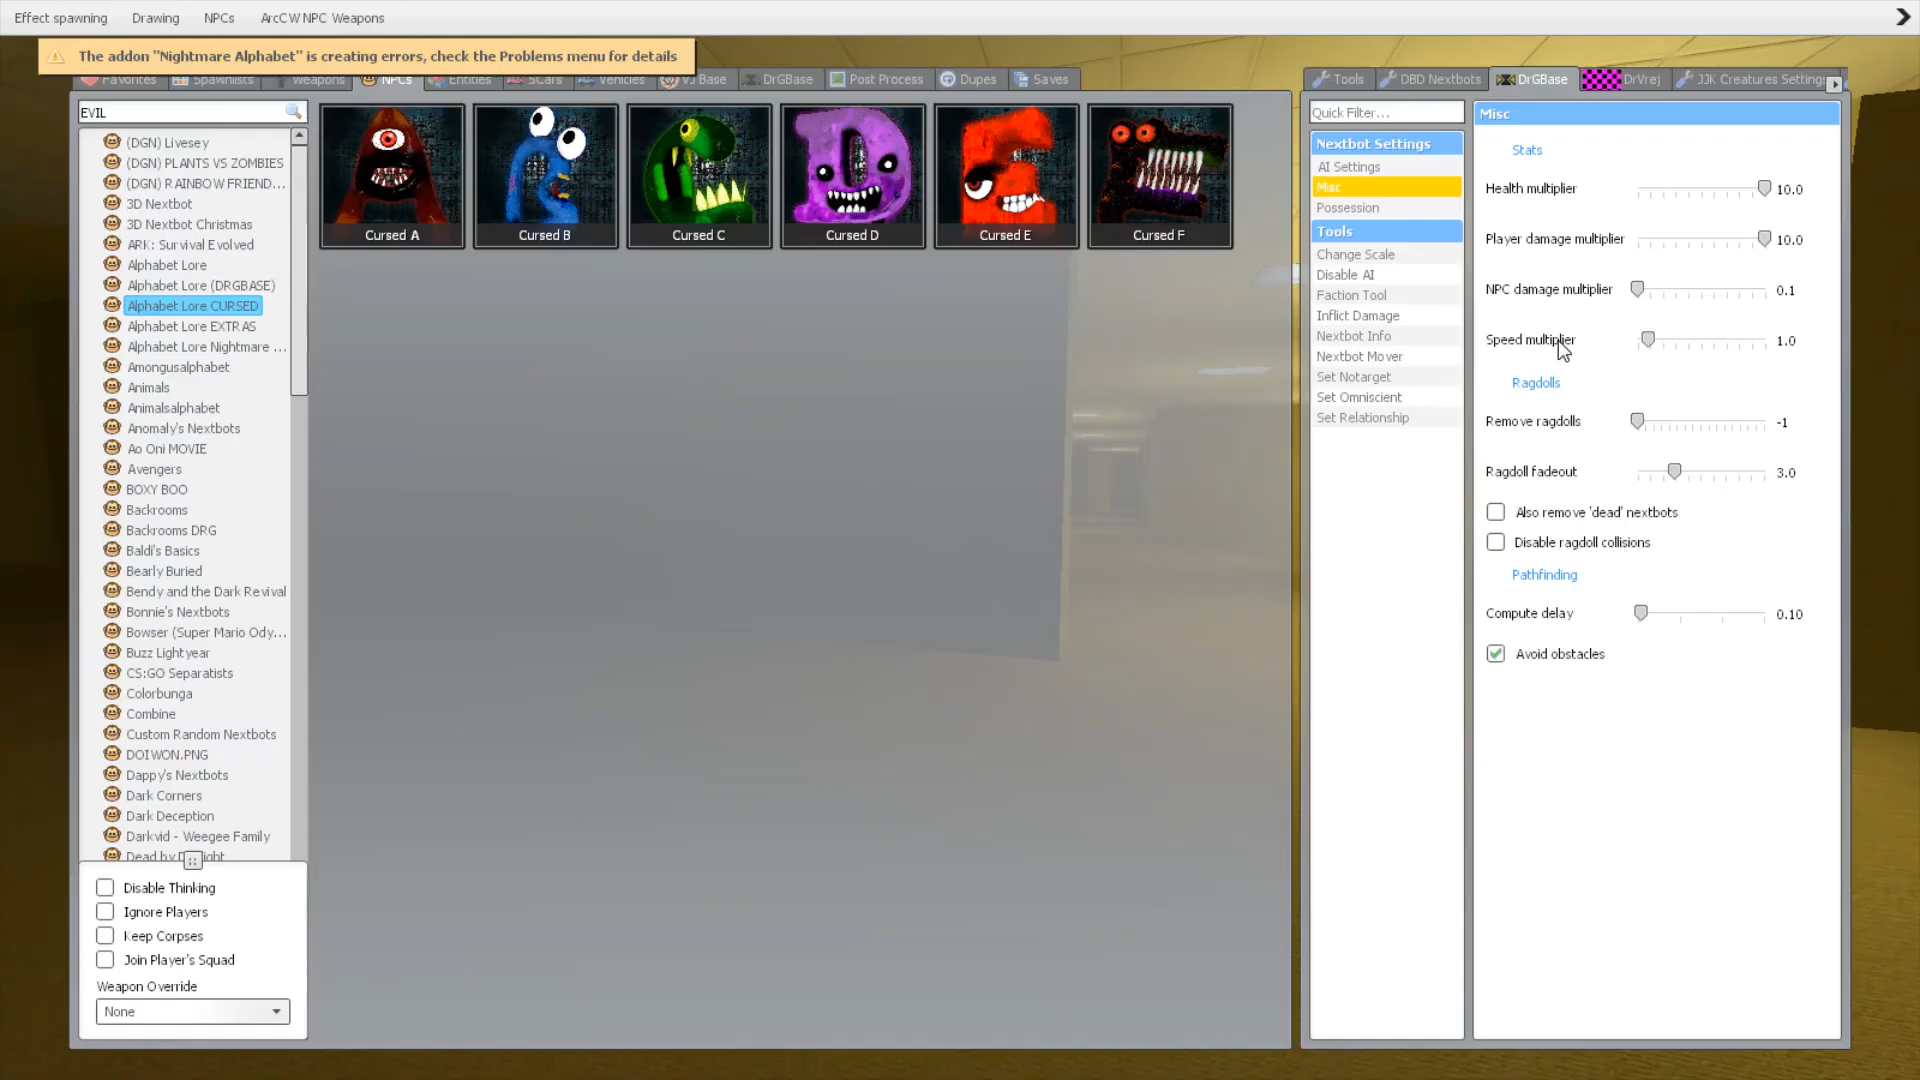 Effect spawning
Drawing
NPCs
ArcCW NPC Weapons
The addon "Nightmare Alphabet" is creating errors, check the Problems menu for details
Favorites
Spawnlists
Weapons
NPCs
Entities
SCars
Vehicles
VJ Base
DrGBase
Post Process
Dupes
Saves
EVIL
(DGN) Livesey
(DGN) PLANTS VS ZOMBIES
(DGN) RAINBOW FRIEND...
3D Nextbot
3D Nextbot Christmas
ARK: Survival Evolved
Alphabet Lore
Alphabet Lore (DRGBASE)
Alphabet Lore CURSED
Alphabet Lore EXTRAS
Alphabet Lore Nightmare ...
Amongusalphabet
Animals
Animalsalphabet
Anomaly's Nextbots
Ao Oni MOVIE
Avengers
BOXY BOO
Backrooms
Backrooms DRG
Baldi's Basics
Bearly Buried
Bendy and the Dark Revival
Bonnie's Nextbots
Bowser (Super Mario Ody...
Buzz Lightyear
CS:GO Separatists
Colorbunga
Combine
Custom Random Nextbots
DOIWON.PNG
Dappy's Nextbots
Dark Corners
Dark Deception
Darkvid - Weegee Family
Dead by
Disable Thinking
Ignore Players
Keep Corpses
Join Player's Squad
Weapon Override
None
Cursed A
Cursed B
Cursed C
Cursed D
Cursed E
Cursed F
Tools
DBD Nextbots
DrGBase
DrVrej
JJK Creatures Settings
Quick Filter...
Nextbot Settings
AI Settings
Misc
Possession
Tools
Change Scale
Disable AI
Faction Tool
Inflict Damage
Nextbot Info
Nextbot Mover
Set Notarget
Set Omniscient
Set Relationship
Misc
Stats
Health multiplier 10.0
Player damage multiplier 10.0
NPC damage multiplier 0.1
Speed multiplier 1.0
Ragdolls
Remove ragdolls -1
Ragdoll fadeout 3.0
Also remove 'dead' nextbots
Disable ragdoll collisions
Pathfinding
Compute delay 0.10
Avoid obstacles